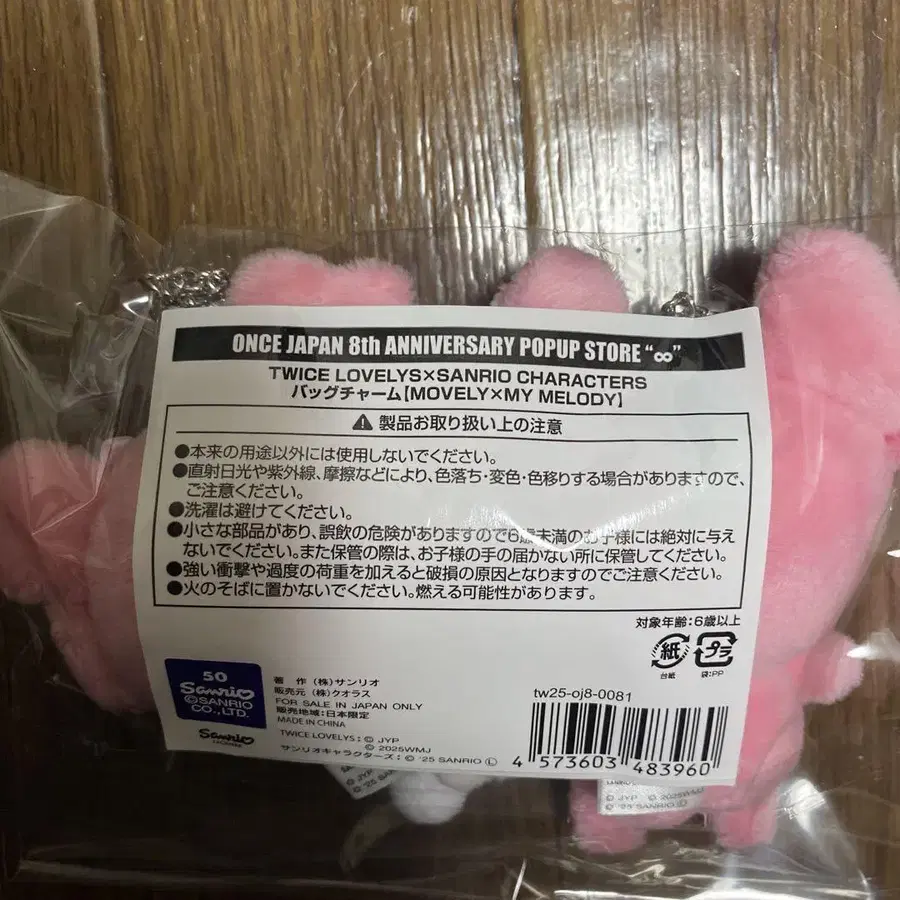 ONCE JAPAN 8th ANNIVERSARY POPUP STORE “∞”
TWICE LOVELYS×SANRIO CHARACTERS
バッグチャーム【MOVELY×MY MELODY】
⚠ 製品お取り扱い上の注意
●本来の用途以外には使用しないでください。
●直射日光や紫外線、摩擦などにより、色落ち・変色・色移りする場合がありますので、
ご注意ください。
●洗濯は避けてください。
●小さな部品があり、誤飲の危険がありますので6歳未満のお子様には絶対に与え
ないでください。また保管の際は、お子様の手の届かない所に保管してください。
●強い衝撃や過度の荷重を加えると破損の原因となりますのでご注意ください。
●火のそばに置かないでください。燃える可能性があります。
対象年齢:6歳以上
紙 プラ
台紙 袋:PP
50
Sanrio
©SANRIO
CO.,LTD.
Sanrio
著 作 (株)サンリオ
販売元 (株)クオラス
FOR SALE IN JAPAN ONLY
販売地域:日本限定
MADE IN CHINA
TWICE LOVELYS:© JYP
© 2025WMJ
サンリオキャラクターズ:© '25 SANRIO Ⓛ
tw25-oj8-0081
4 573603 483960
© JYP
© '25 SA
© JYP © 2025WMJ
© '25 SANRIO Ⓛ